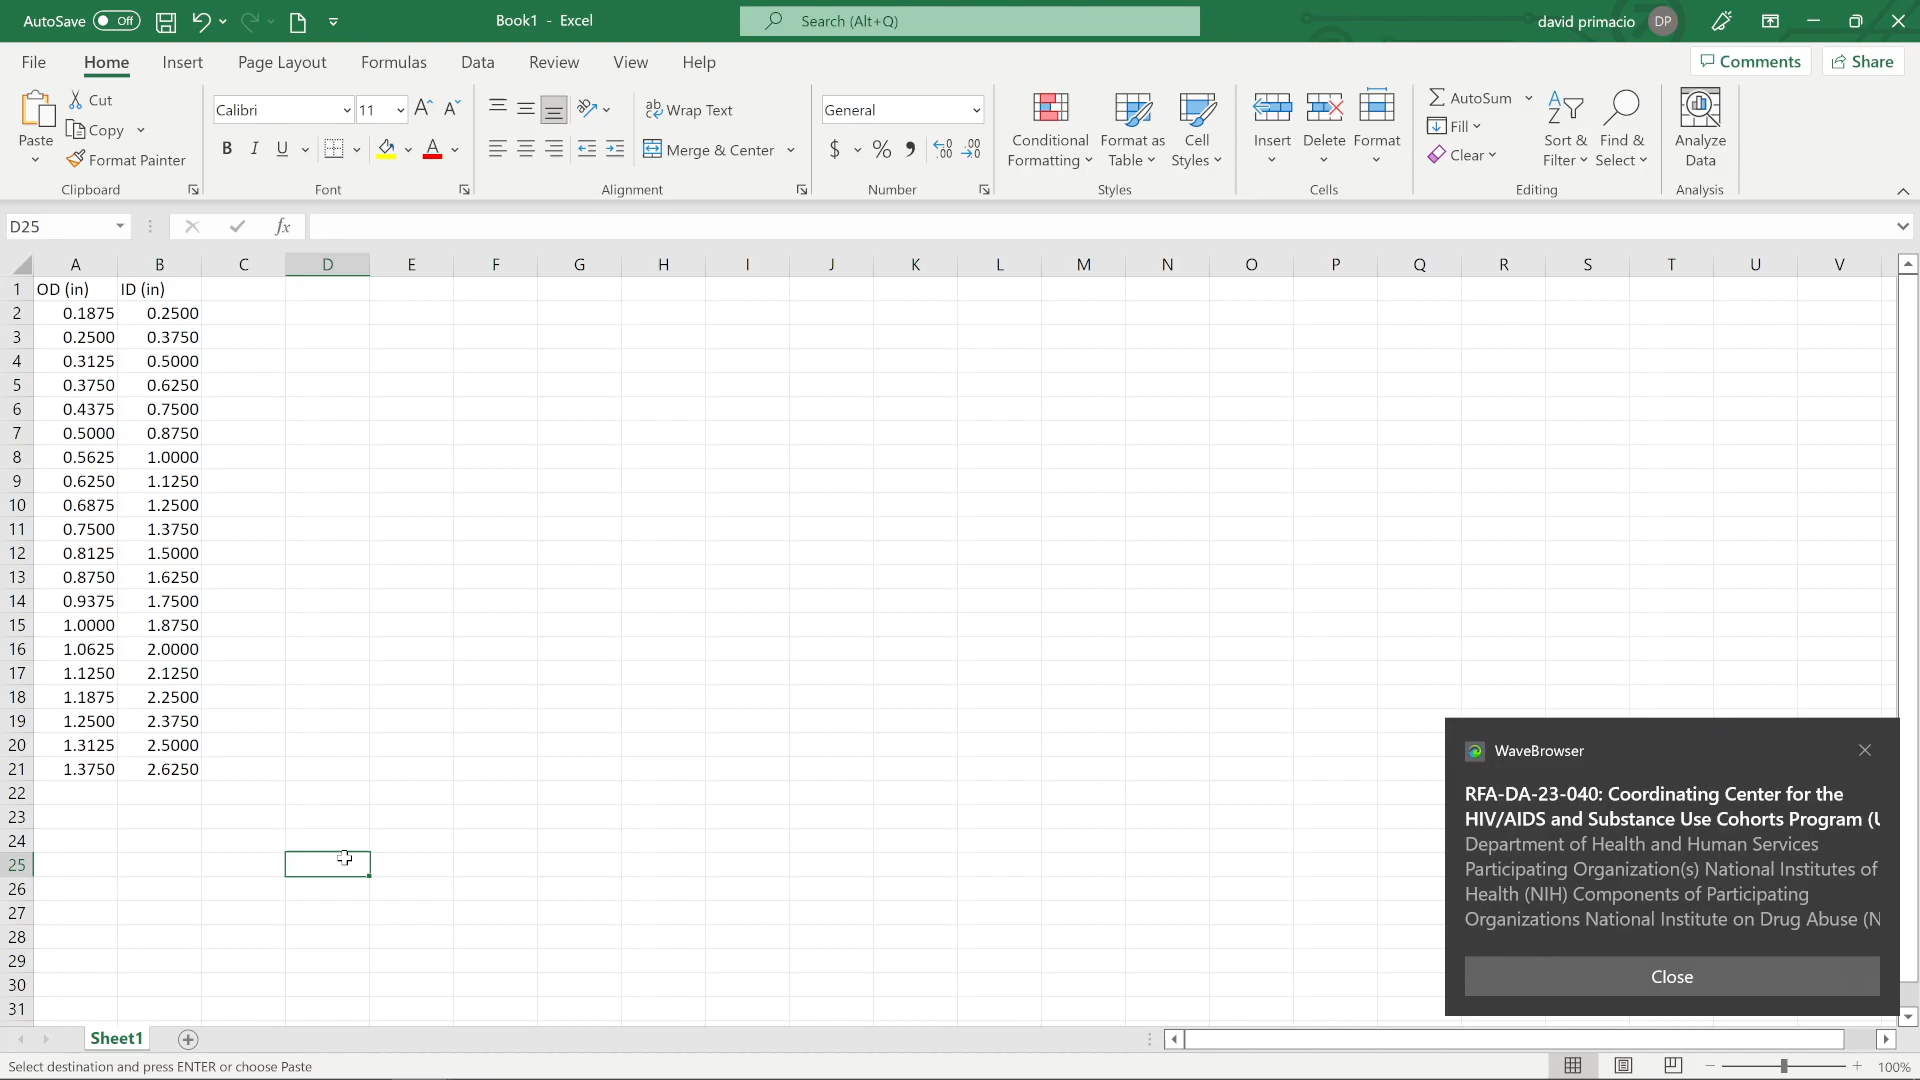 AutoSave Off
Book1 - Excel
Search (Alt+Q)
david primacio DP
File Home Insert Page Layout Formulas Data Review View Help
Comments Share
Paste
Cut
Copy
Format Painter
Clipboard
Calibri 11
B I U A
Font
Wrap Text
Merge & Center
Alignment
General
$ % 9
Number
Conditional Formatting
Format as Table
Cell Styles
Styles
Insert Delete Format
Cells
AutoSum
Fill
Clear
Sort & Filter
Find & Select
Editing
Analyze Data
Analysis
D25 fx
A B C D E F G H I J K L M N O P Q R S T U V
1 OD (in) ID (in)
2 0.1875 0.2500
3 0.2500 0.3750
4 0.3125 0.5000
5 0.3750 0.6250
6 0.4375 0.7500
7 0.5000 0.8750
8 0.5625 1.0000
9 0.6250 1.1250
10 0.6875 1.2500
11 0.7500 1.3750
12 0.8125 1.5000
13 0.8750 1.6250
14 0.9375 1.7500
15 1.0000 1.8750
16 1.0625 2.0000
17 1.1250 2.1250
18 1.1875 2.2500
19 1.2500 2.3750
20 1.3125 2.5000
21 1.3750 2.6250
22
23
24
25
26
27
28
29
30
31
WaveBrowser
RFA-DA-23-040: Coordinating Center for the
HIV/AIDS and Substance Use Cohorts Program (U
Department of Health and Human Services
Participating Organization(s) National Institutes of
Health (NIH) Components of Participating
Organizations National Institute on Drug Abuse (N
Close
Sheet1
Select destination and press ENTER or choose Paste
100%